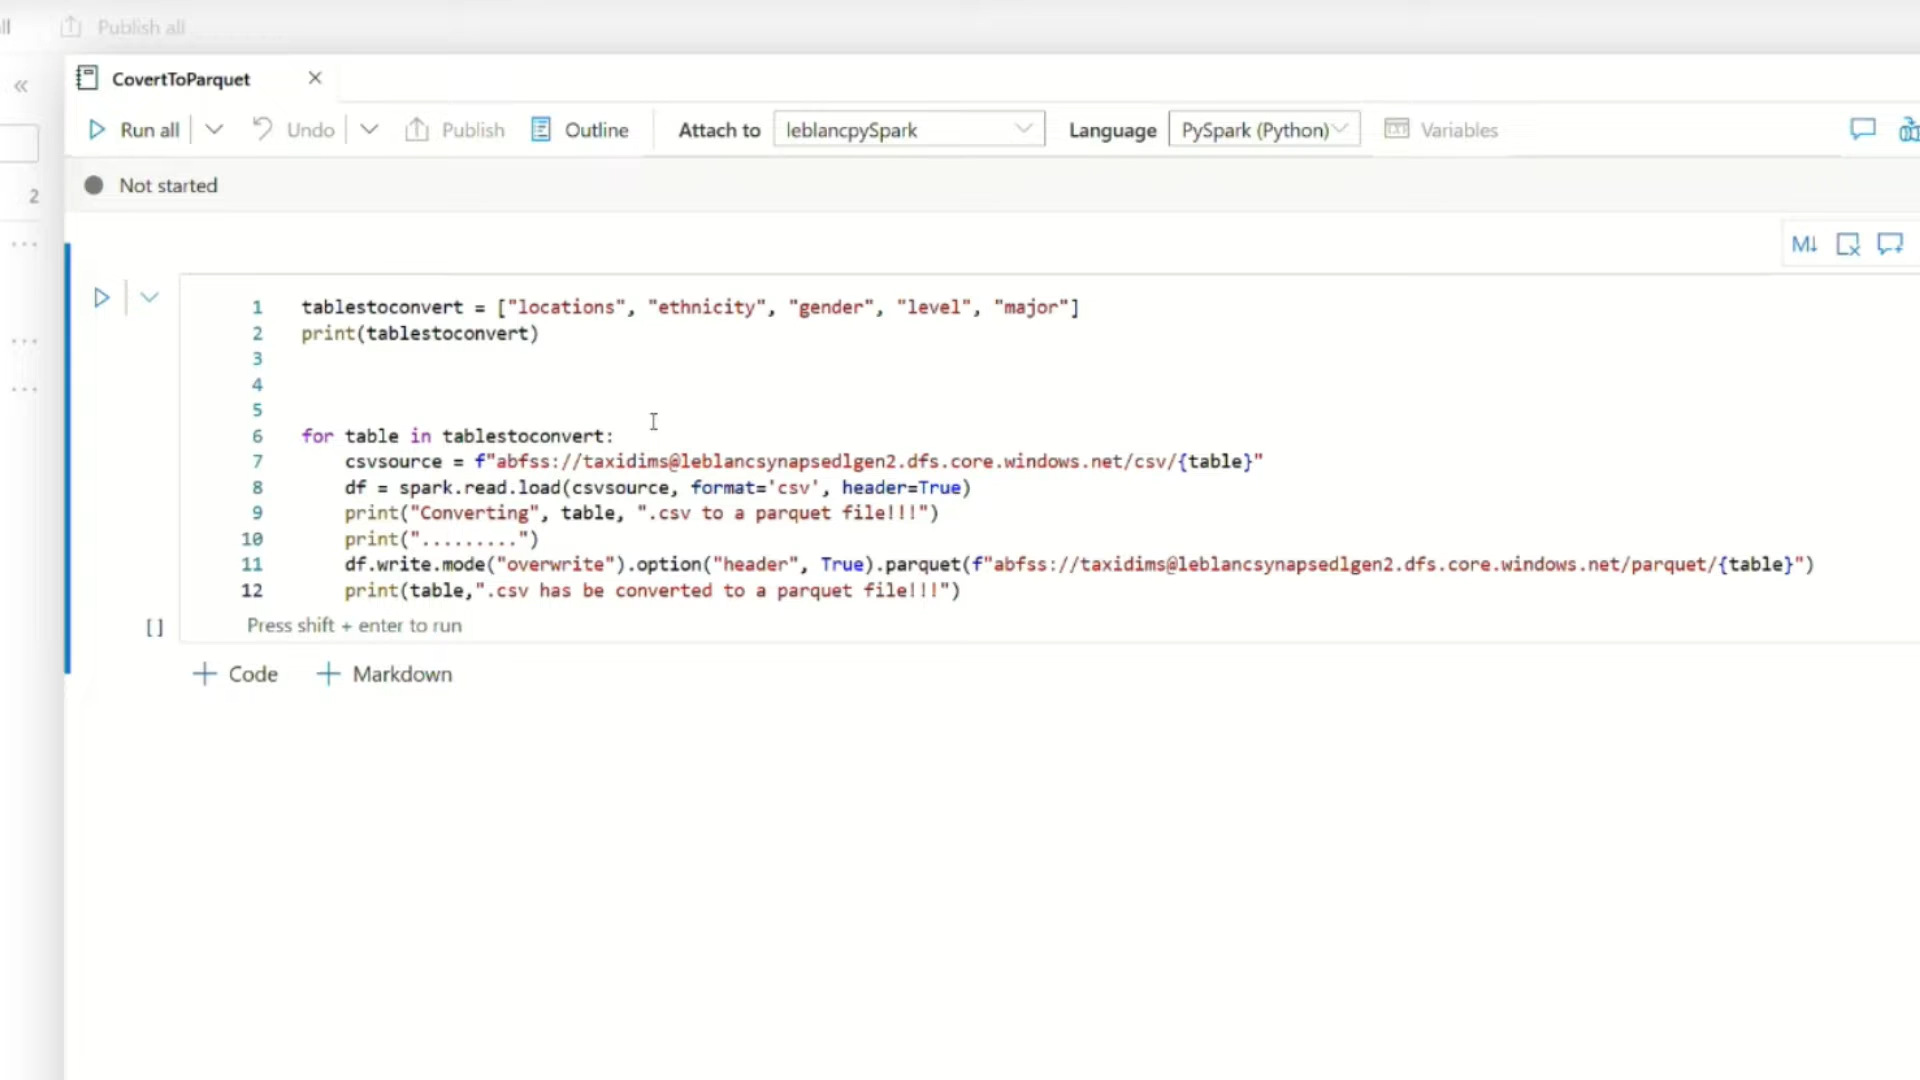 ll Publish all
CovertToParquet
Run all Undo Publish Outline Attach to leblancpySpark Language PySpark (Python) Variables
2
Not started
M↓
1 tablestoconvert = ["locations", "ethnicity", "gender", "level", "major"]
2 print(tablestoconvert)
3
4
5
6 for table in tablestoconvert:
7 csvsource = f"abfss://taxidims@leblancsynapsedlgen2.dfs.core.windows.net/csv/{table}"
8 df = spark.read.load(csvsource, format='csv', header=True)
9 print("Converting", table, ".csv to a parquet file!!!")
10 print(".........")
11 df.write.mode("overwrite").option("header", True).parquet(f"abfss://taxidims@leblancsynapsedlgen2.dfs.core.windows.net/parquet/{table}")
12 print(table,".csv has be converted to a parquet file!!!")
[] Press shift + enter to run
+ Code + Markdown